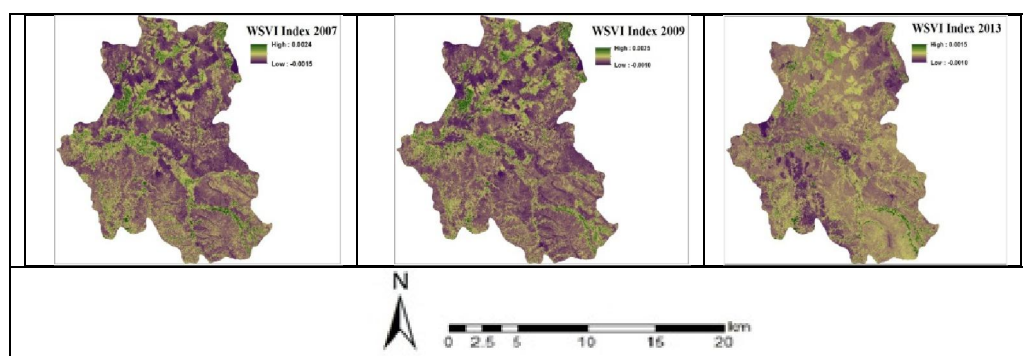 WSVI Index 2007
High : 0.0024
Low : -0.0015
WSVI Index 2009
High : 0.0025
Low : -0.0010
WSVI Index 2013
High : 0.0015
Low : -0.0010
N
km
0 2.5 5 10 15 20